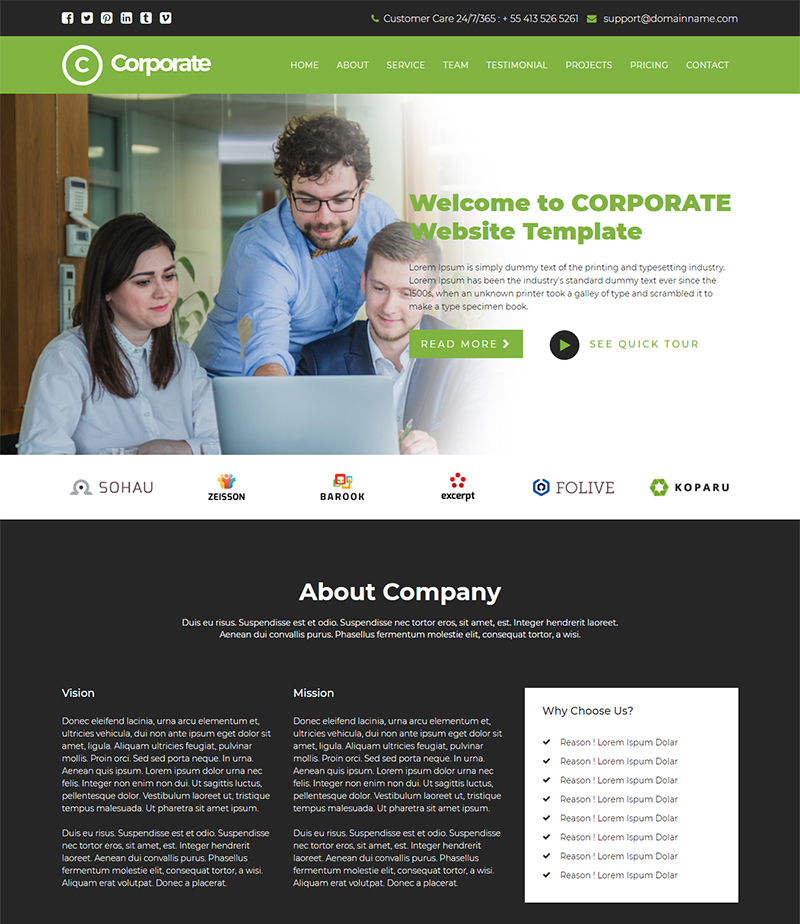 Customer Care 24/7/365 : + 55 413 526 5261 support@domainname.com
C Corporate
HOME ABOUT SERVICE TEAM TESTIMONIAL PROJECTS PRICING CONTACT
Welcome to CORPORATE
Website Template
Lorem Ipsum is simply dummy text of the printing and typesetting industry.
Lorem Ipsum has been the industry's standard dummy text ever since the
1500s, when an unknown printer took a galley of type and scrambled it to
make a type specimen book.
READ MORE
SEE QUICK TOUR
SOHAU ZEISSON BAROOK excerpt FOLIVE KOPARU
About Company
Duis eu risus. Suspendisse est et odio. Suspendisse nec tortor eros, sit amet, est. Integer hendrerit laoreet.
Aenean dui convallis purus. Phasellus fermentum molestie elit, consequat tortor, a wisi.
Vision
Donec eleifend lacinia, urna arcu elementum et,
ultricies vehicula, dui non ante ipsum eget dolor sit
amet, ligula. Aliquam ultricies feugiat, pulvinar
mollis. Proin orci. Sed sed porta neque. In urna.
Aenean quis ipsum. Lorem ipsum dolor urna nec
felis. Integer non enim non dui. Ut sagittis luctus,
pellentesque dolor. Vestibulum laoreet ut, tristique
tempus malesuada. Ut pharetra sit amet ipsum.
Duis eu risus. Suspendisse est et odio. Suspendisse
nec tortor eros, sit amet, est. Integer hendrerit
laoreet. Aenean dui convallis purus. Phasellus
fermentum molestie elit, consequat tortor, a wisi.
Aliquam erat volutpat. Donec a placerat.
Mission
Donec eleifend lacinia, urna arcu elementum et,
ultricies vehicula, dui non ante ipsum eget dolor sit
amet, ligula. Aliquam ultricies feugiat, pulvinar
mollis. Proin orci. Sed sed porta neque. In urna.
Aenean quis ipsum. Lorem ipsum dolor urna nec
felis. Integer non enim non dui. Ut sagittis luctus,
pellentesque dolor. Vestibulum laoreet ut, tristique
tempus malesuada. Ut pharetra sit amet ipsum.
Duis eu risus. Suspendisse est et odio. Suspendisse
nec tortor eros, sit amet, est. Integer hendrerit
laoreet. Aenean dui convallis purus. Phasellus
fermentum molestie elit, consequat tortor, a wisi.
Aliquam erat volutpat. Donec a placerat.
Why Choose Us?
Reason ! Lorem Ispum Dolar
Reason ! Lorem Ispum Dolar
Reason ! Lorem Ispum Dolar
Reason ! Lorem Ispum Dolar
Reason ! Lorem Ispum Dolar
Reason ! Lorem Ispum Dolar
Reason ! Lorem Ispum Dolar
Reason ! Lorem Ispum Dolar